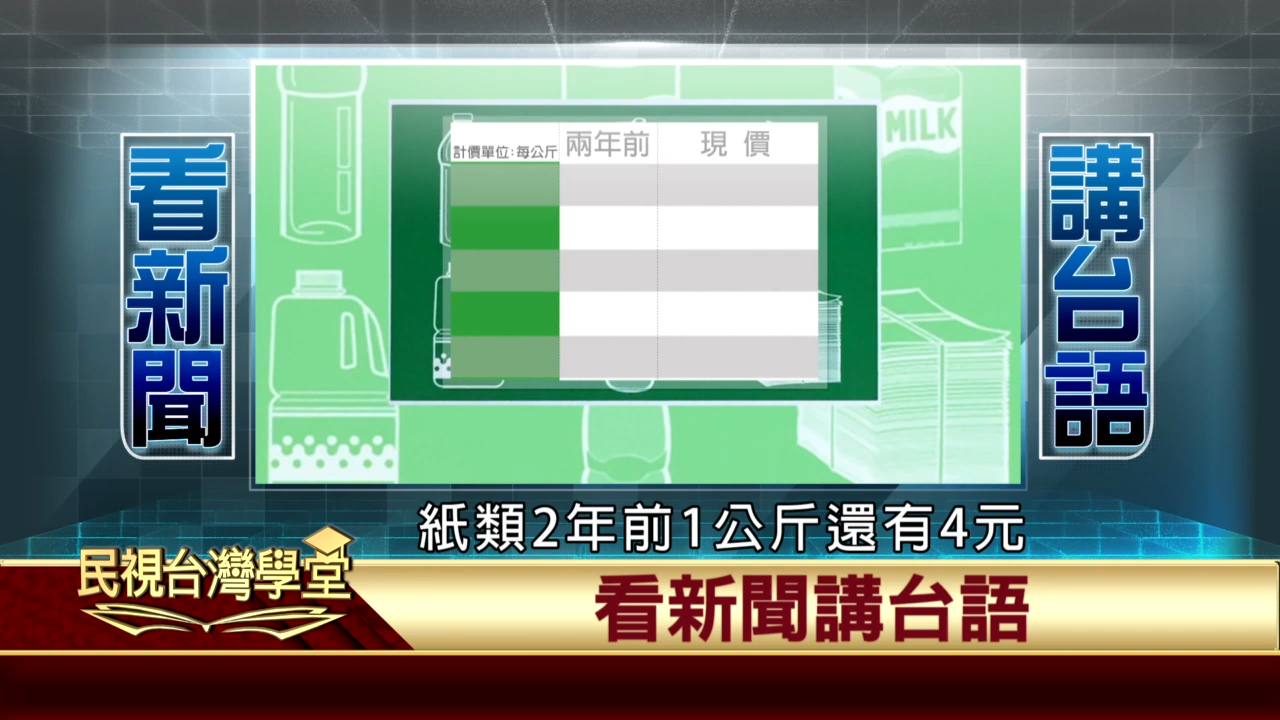 看新聞
講台語
MILK
計價單位:每公斤
兩年前
現 價
紙類2年前1公斤還有4元
民視台灣學堂
看新聞講台語